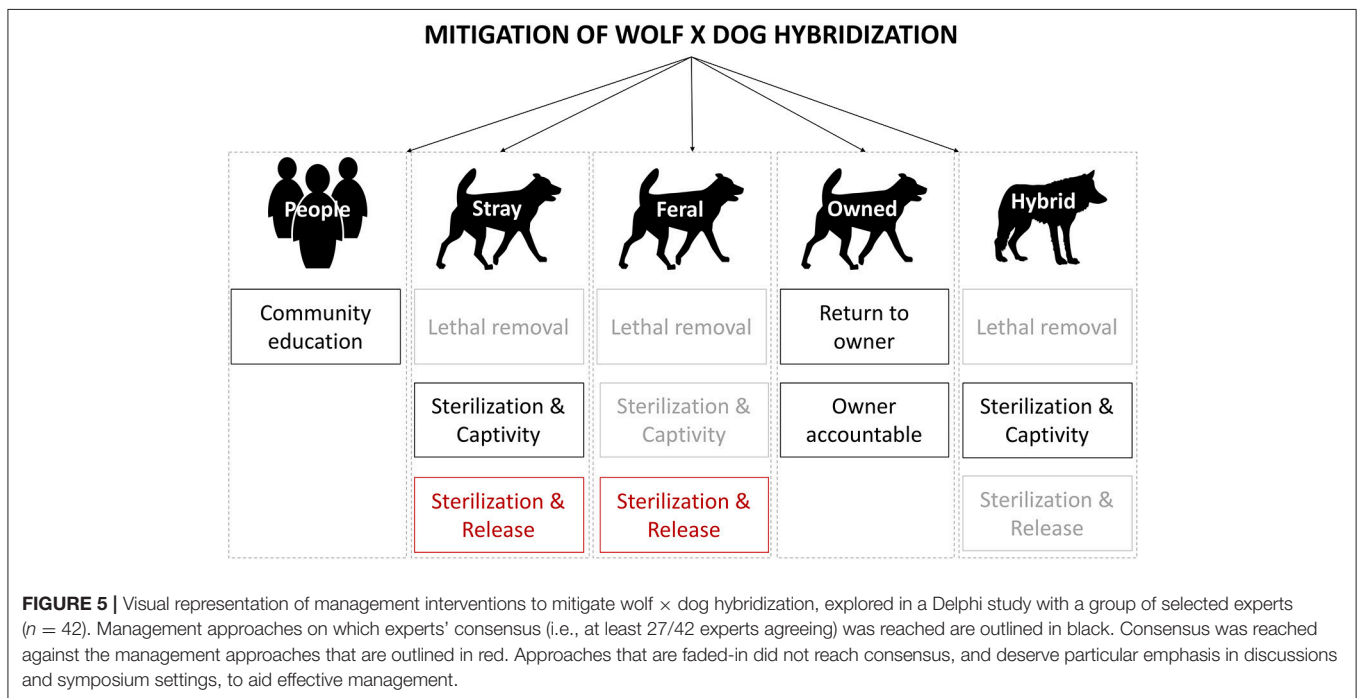 MITIGATION OF WOLF X DOG HYBRIDIZATION
People
Stray
Feral
Owned
Hybrid
Community
education
Lethal removal
Lethal removal
Return to
owner
Lethal removal
Sterilization &
Captivity
Sterilization &
Captivity
Owner
accountable
Sterilization &
Captivity
Sterilization &
Release
Sterilization &
Release
Sterilization &
Release
FIGURE 5 | Visual representation of management interventions to mitigate wolf × dog hybridization, explored in a Delphi study with a group of selected experts
(n = 42). Management approaches on which experts' consensus (i.e., at least 27/42 experts agreeing) was reached are outlined in black. Consensus was reached
against the management approaches that are outlined in red. Approaches that are faded-in did not reach consensus, and deserve particular emphasis in discussions
and symposium settings, to aid effective management.